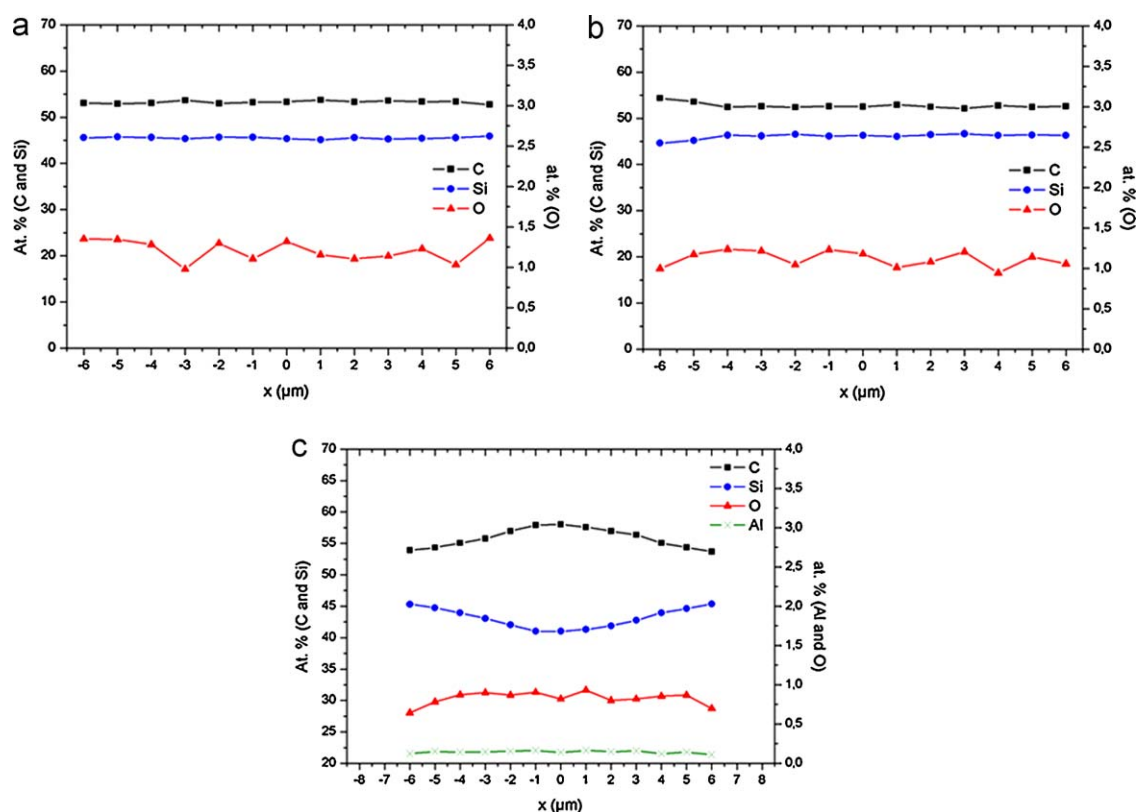 a
70
60
50
40
30
20
10
0
At. % (C and Si)
4,0
3,5
3,0
2,5
2,0
1,5
1,0
0,5
0,0
at. % (O)
C
Si
O
-6 -5 -4 -3 -2 -1 0 1 2 3 4 5 6
x (µm)
b
70
60
50
40
30
20
10
0
At. % (C and Si)
4,0
3,5
3,0
2,5
2,0
1,5
1,0
0,5
0,0
at. % (O)
C
Si
O
-6 -5 -4 -3 -2 -1 0 1 2 3 4 5 6
x (µm)
C
70
65
60
55
50
45
40
35
30
25
20
At. % (C and Si)
4,0
3,5
3,0
2,5
2,0
1,5
1,0
0,5
0,0
at. % (Al and O)
C
Si
O
Al
-8 -7 -6 -5 -4 -3 -2 -1 0 1 2 3 4 5 6 7 8
x (µm)